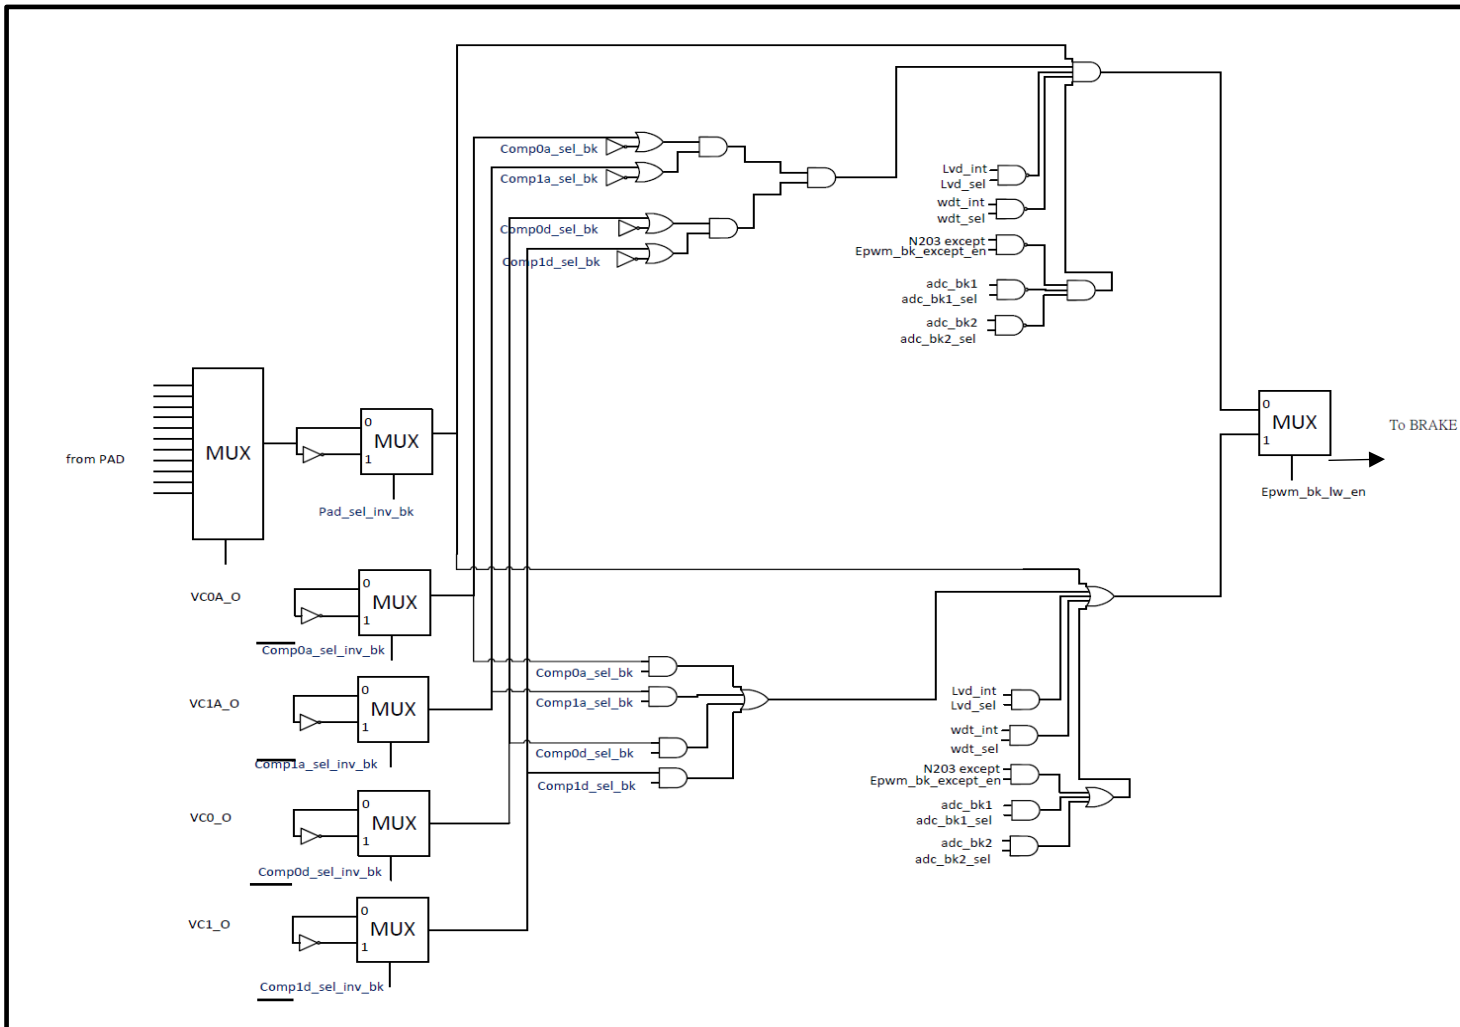 Comp0a_sel_bk
Comp1a_sel_bk
Comp0d_sel_bk
Comp1d_sel_bk
Lvd_int
Lvd_sel
wdt_int
wdt_sel
N203 except
Epwm_bk_except_en
adc_bk1
adc_bk1_sel
adc_bk2
adc_bk2_sel
from PAD
MUX
0
MUX
1
Pad_sel_inv_bk
0
MUX
1
To BRAKE
Epwm_bk_lw_en
VC0A_O
0
MUX
1
Comp0a_sel_inv_bk
VC1A_O
0
MUX
1
Comp1a_sel_inv_bk
VC0_O
0
MUX
1
Comp0d_sel_inv_bk
VC1_O
0
MUX
1
Comp1d_sel_inv_bk
Comp0a_sel_bk
Comp1a_sel_bk
Comp0d_sel_bk
Comp1d_sel_bk
Lvd_int
Lvd_sel
wdt_int
wdt_sel
N203 except
Epwm_bk_except_en
adc_bk1
adc_bk1_sel
adc_bk2
adc_bk2_sel